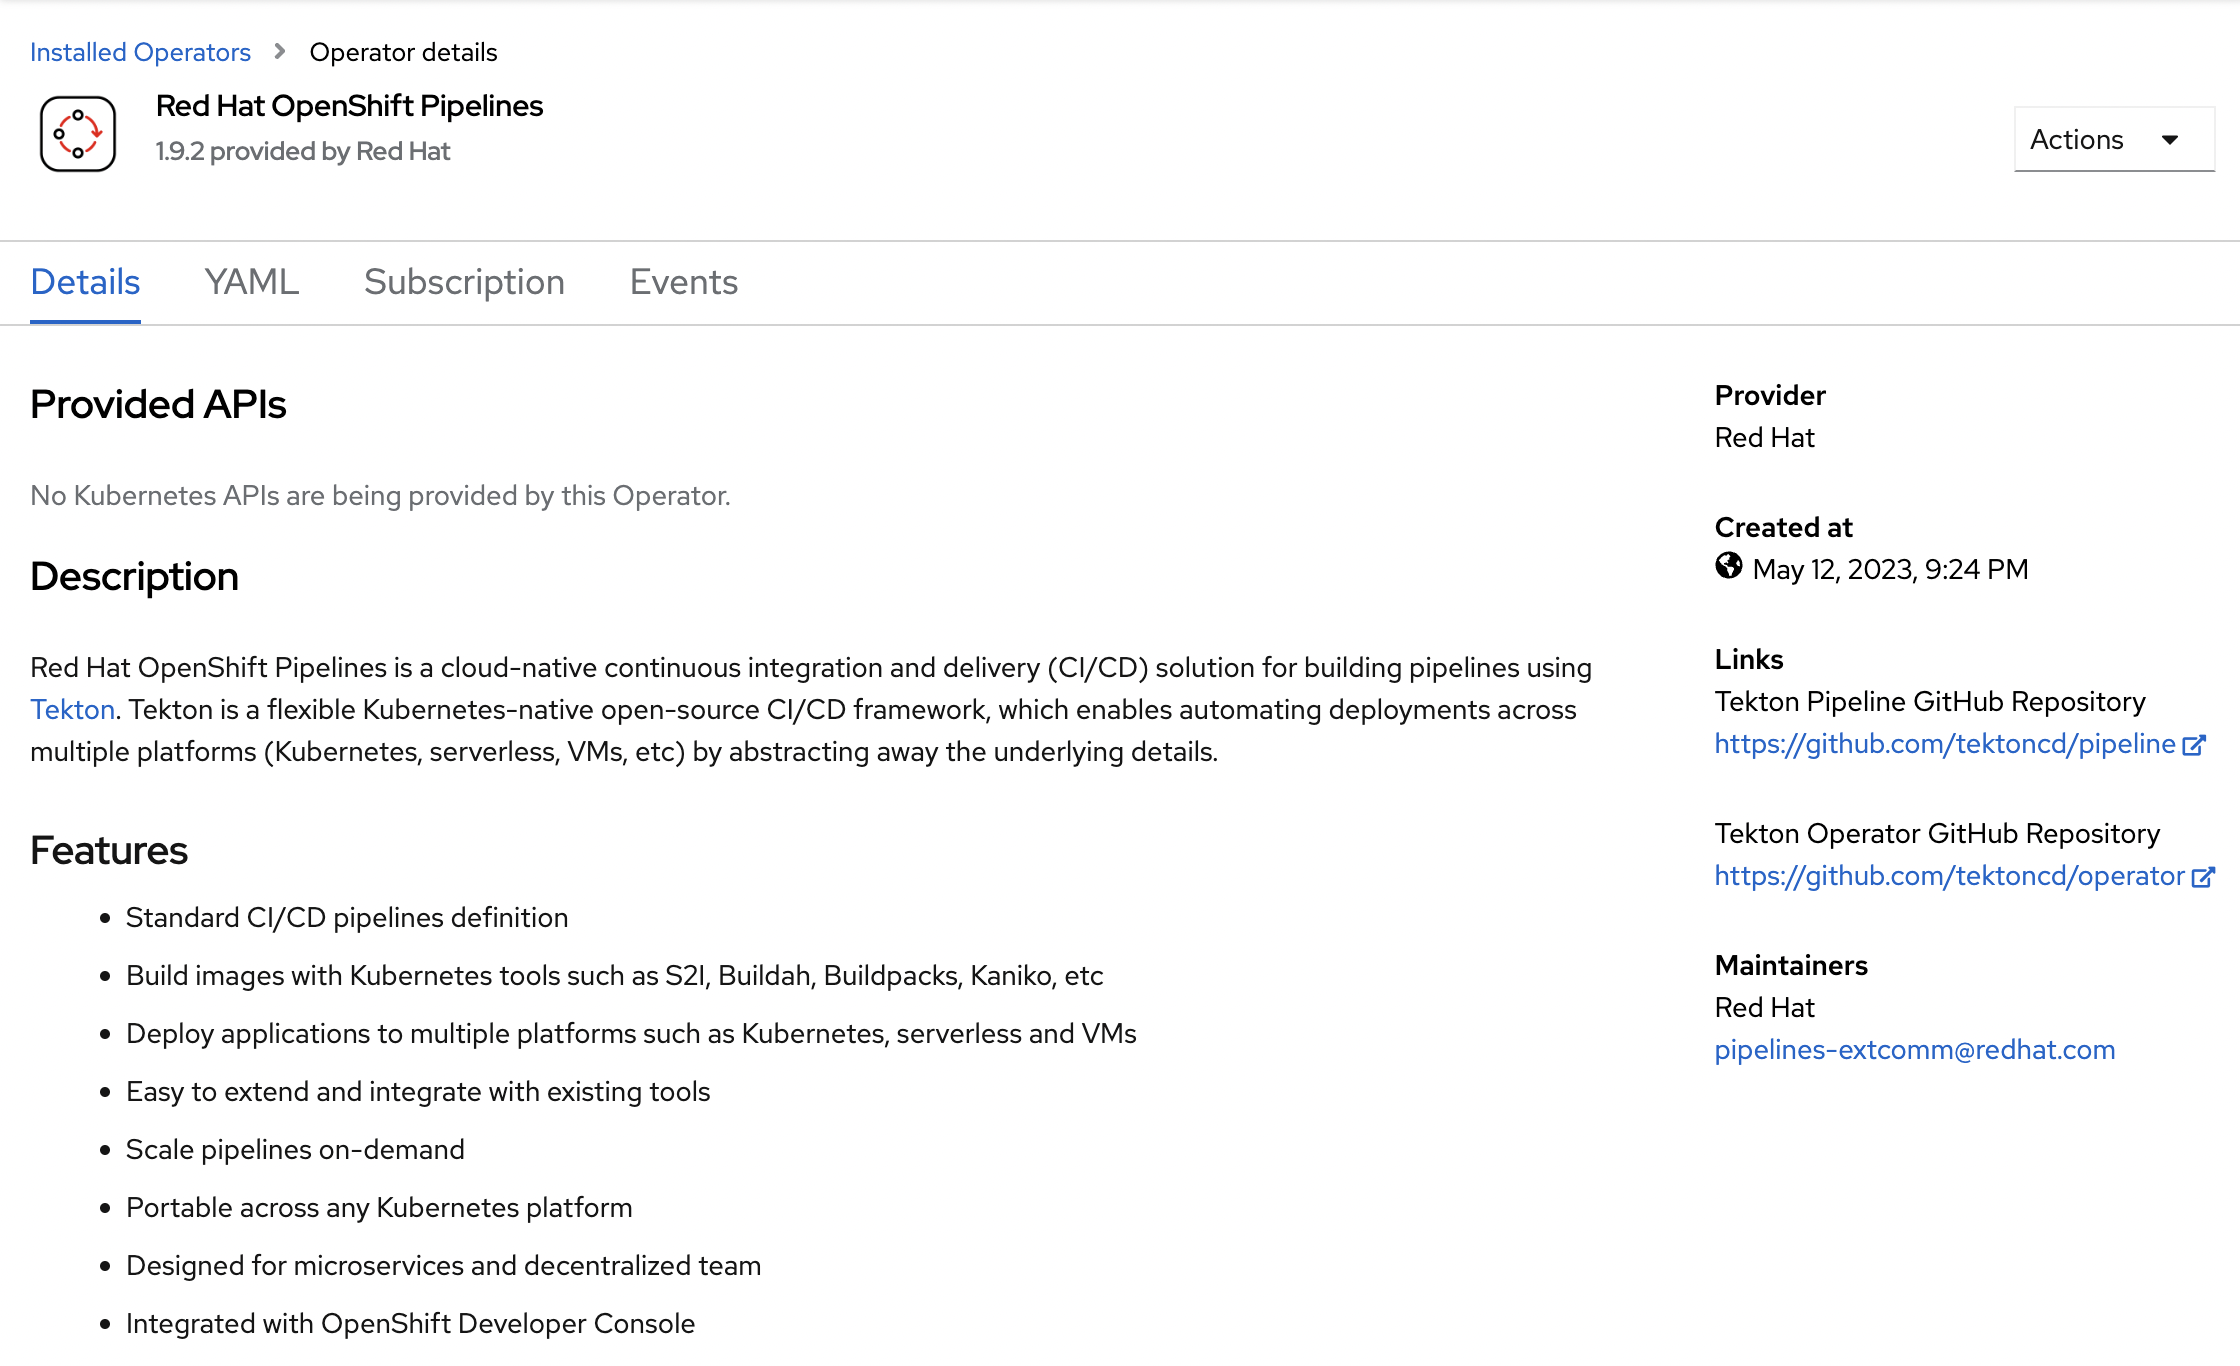 Installed Operators > Operator details
Red Hat OpenShift Pipelines
1.9.2 provided by Red Hat
Actions
Details YAML Subscription Events
Provided APIs
No Kubernetes APIs are being provided by this Operator.
Description
Red Hat OpenShift Pipelines is a cloud-native continuous integration and delivery (CI/CD) solution for building pipelines using
Tekton. Tekton is a flexible Kubernetes-native open-source CI/CD framework, which enables automating deployments across
multiple platforms (Kubernetes, serverless, VMs, etc) by abstracting away the underlying details.
Features
• Standard CI/CD pipelines definition
• Build images with Kubernetes tools such as S2I, Buildah, Buildpacks, Kaniko, etc
• Deploy applications to multiple platforms such as Kubernetes, serverless and VMs
• Easy to extend and integrate with existing tools
• Scale pipelines on-demand
• Portable across any Kubernetes platform
• Designed for microservices and decentralized team
• Integrated with OpenShift Developer Console
Provider
Red Hat
Created at
May 12, 2023, 9:24 PM
Links
Tekton Pipeline GitHub Repository
https://github.com/tektoncd/pipeline
Tekton Operator GitHub Repository
https://github.com/tektoncd/operator
Maintainers
Red Hat
pipelines-extcomm@redhat.com